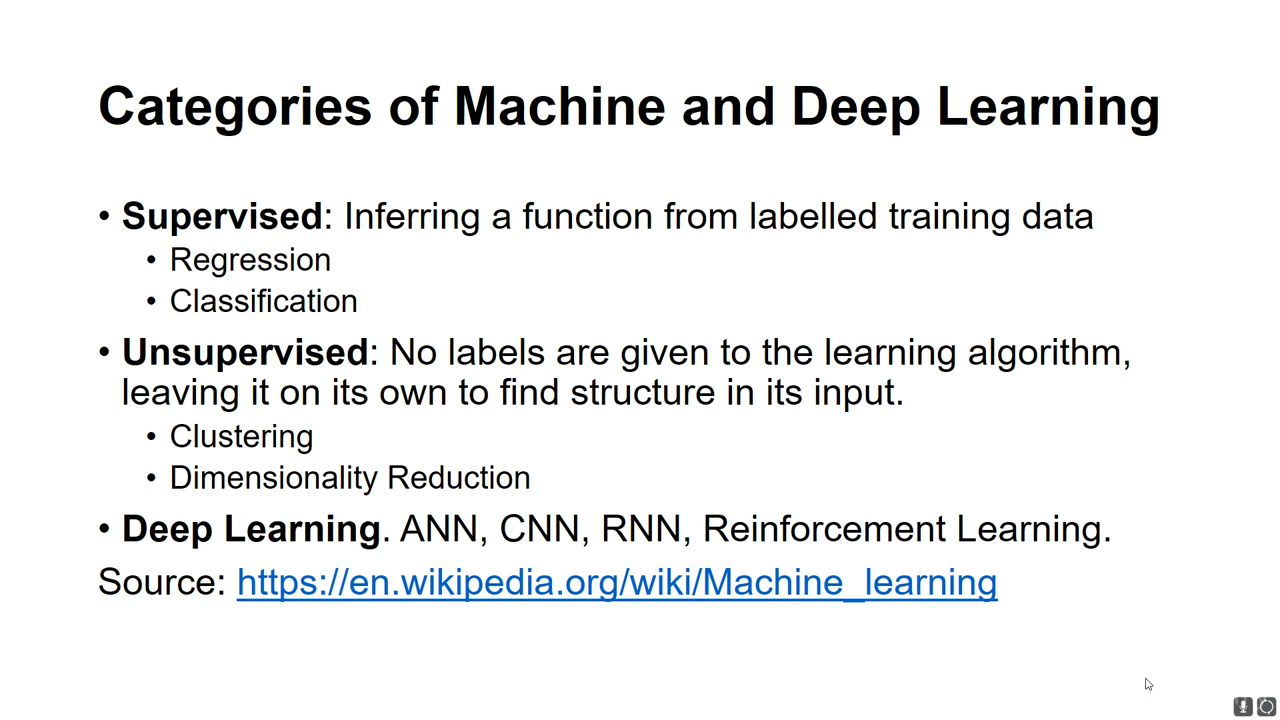 Categories of Machine and Deep Learning
• Supervised: Inferring a function from labelled training data
• Regression
• Classification
• Unsupervised: No labels are given to the learning algorithm,
leaving it on its own to find structure in its input.
• Clustering
• Dimensionality Reduction
• Deep Learning. ANN, CNN, RNN, Reinforcement Learning.
Source: https://en.wikipedia.org/wiki/Machine_learning